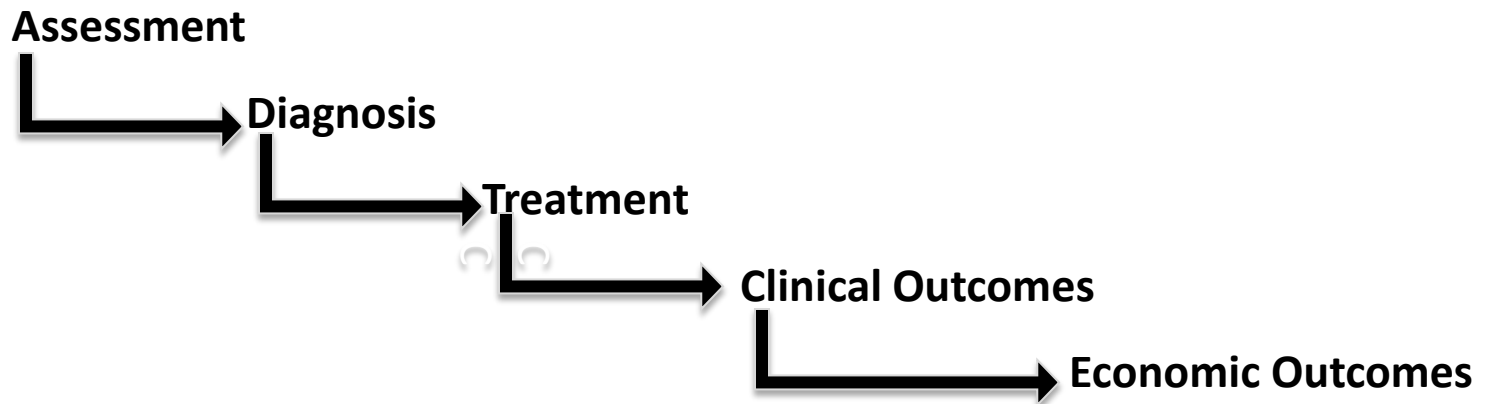 Assessment
Diagnosis
Treatment
Clinical Outcomes
Economic Outcomes